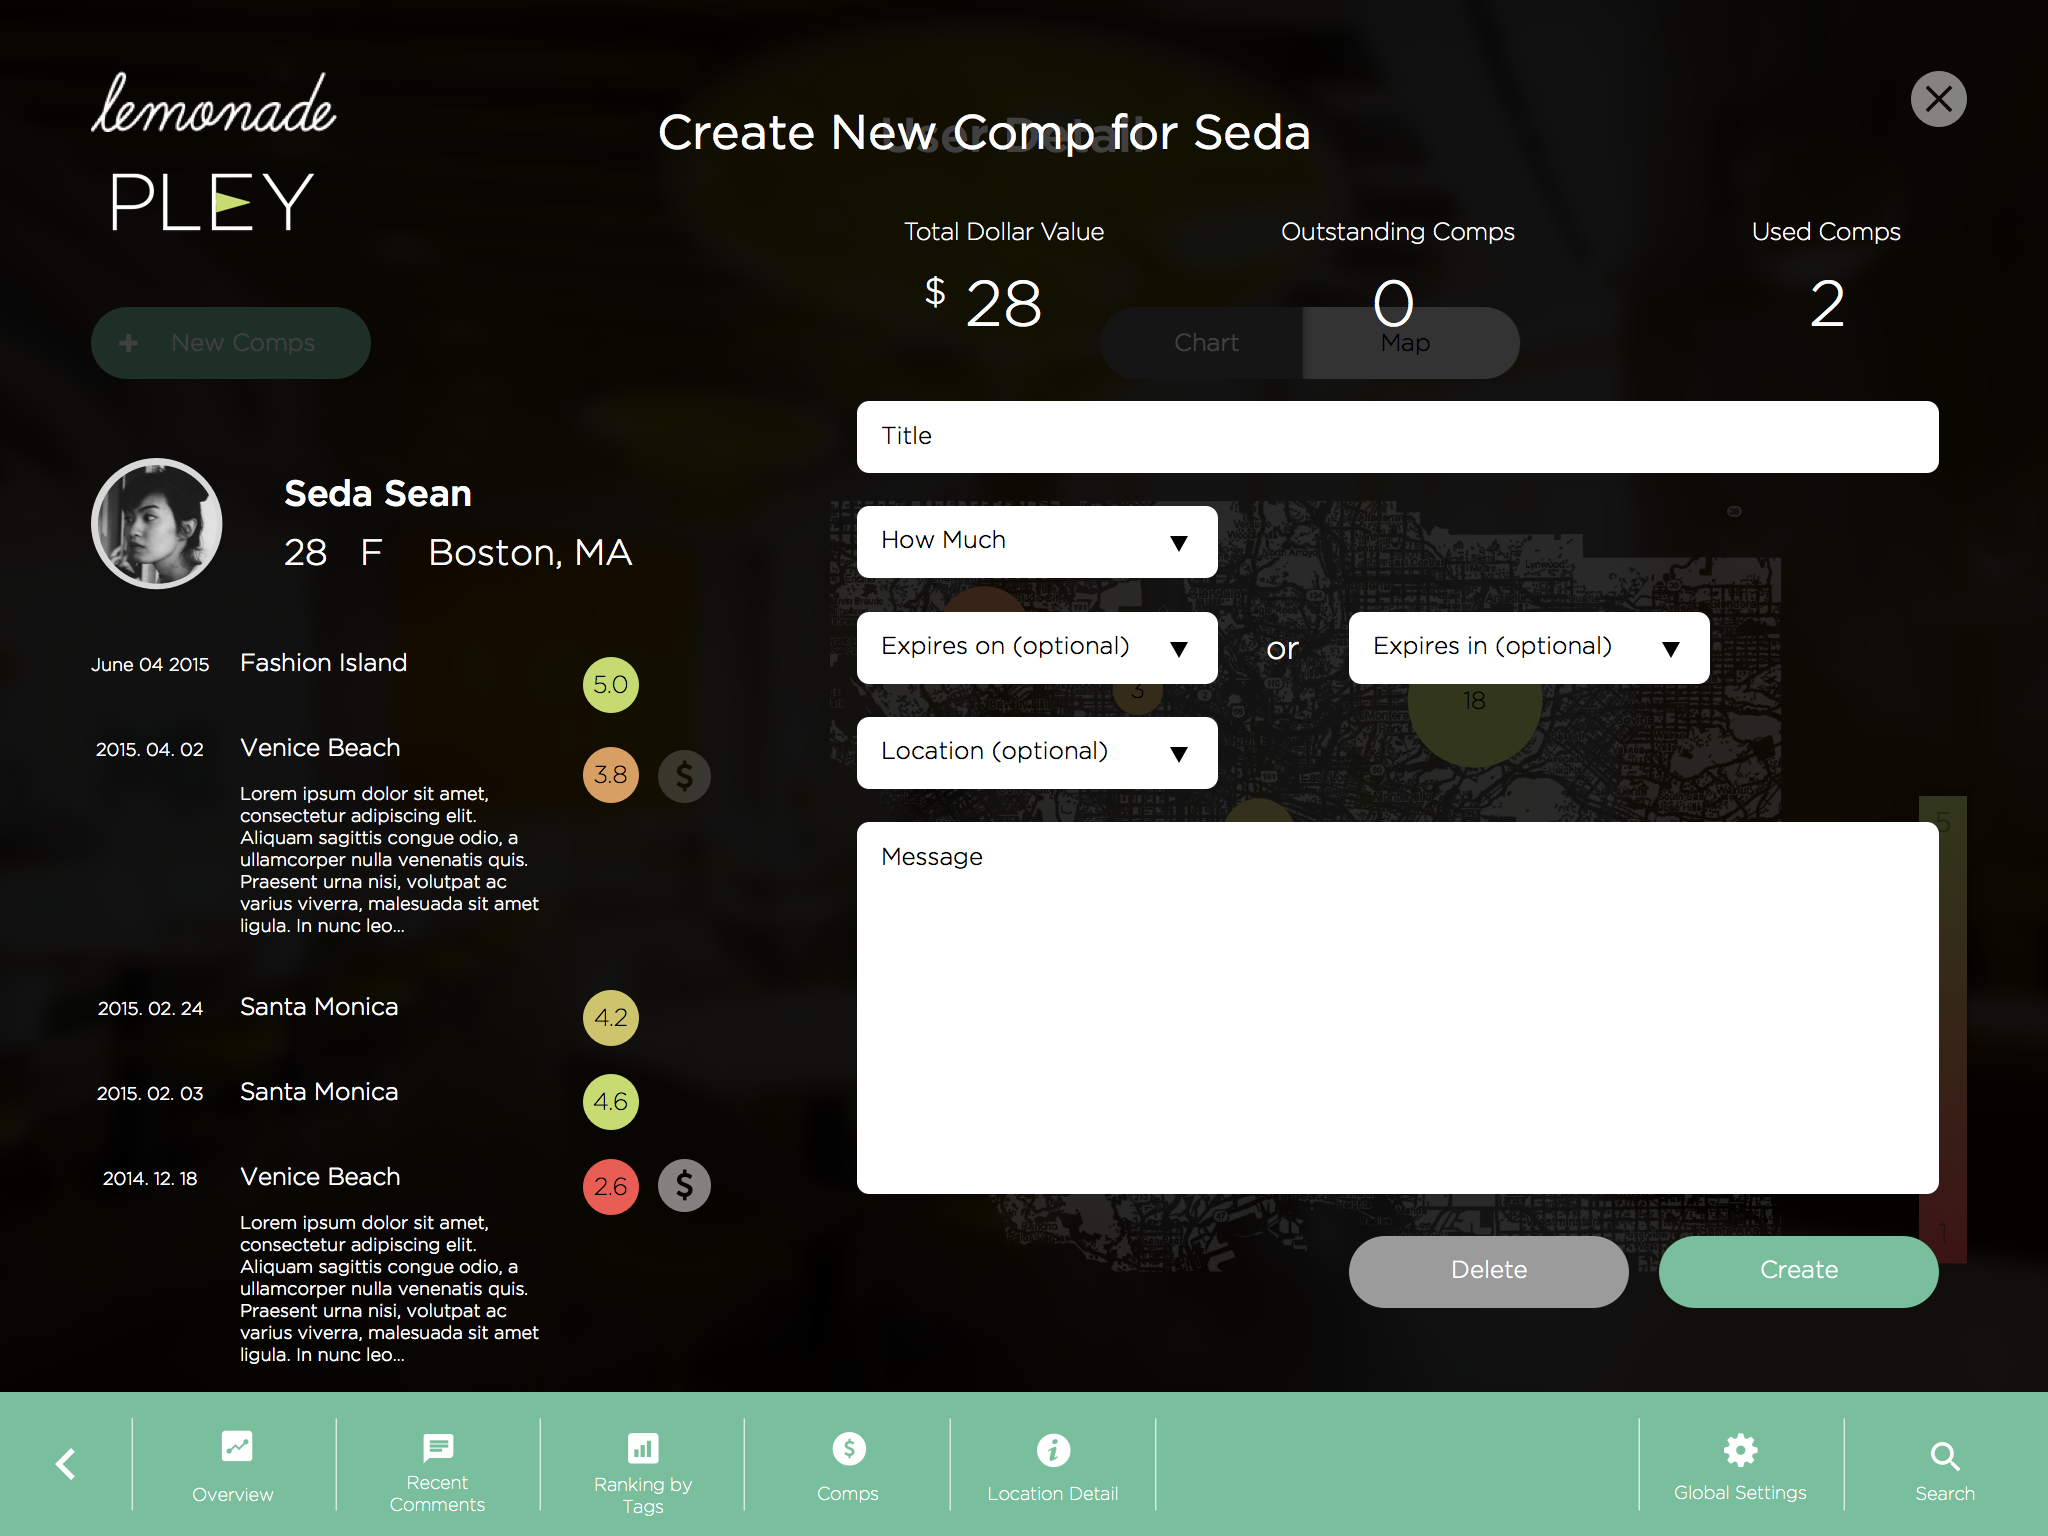 lemonade
PLEY
Create New Comp for Seda
User Detail
Total Dollar Value
Outstanding Comps
Used Comps
$ 28
0
2
+ New Comps
Chart
Map
Title
Seda Sean
28 F Boston, MA
How Much
Expires on (optional)
or
Expires in (optional)
3
18
Location (optional)
Message
5
1
June 04 2015
Fashion Island
5.0
2015. 04. 02
Venice Beach
3.8
$
Lorem ipsum dolor sit amet,
consectetur adipiscing elit.
Aliquam sagittis congue odio, a
ullamcorper nulla venenatis quis.
Praesent urna nisi, volutpat ac
varius viverra, malesuada sit amet
ligula. In nunc leo...
2015. 02. 24
Santa Monica
4.2
2015. 02. 03
Santa Monica
4.6
2014. 12. 18
Venice Beach
2.6
$
Lorem ipsum dolor sit amet,
consectetur adipiscing elit.
Aliquam sagittis congue odio, a
ullamcorper nulla venenatis quis.
Praesent urna nisi, volutpat ac
varius viverra, malesuada sit amet
ligula. In nunc leo...
Delete
Create
Overview
Recent
Comments
Ranking by
Tags
$
Comps
i
Location Detail
Global Settings
Search